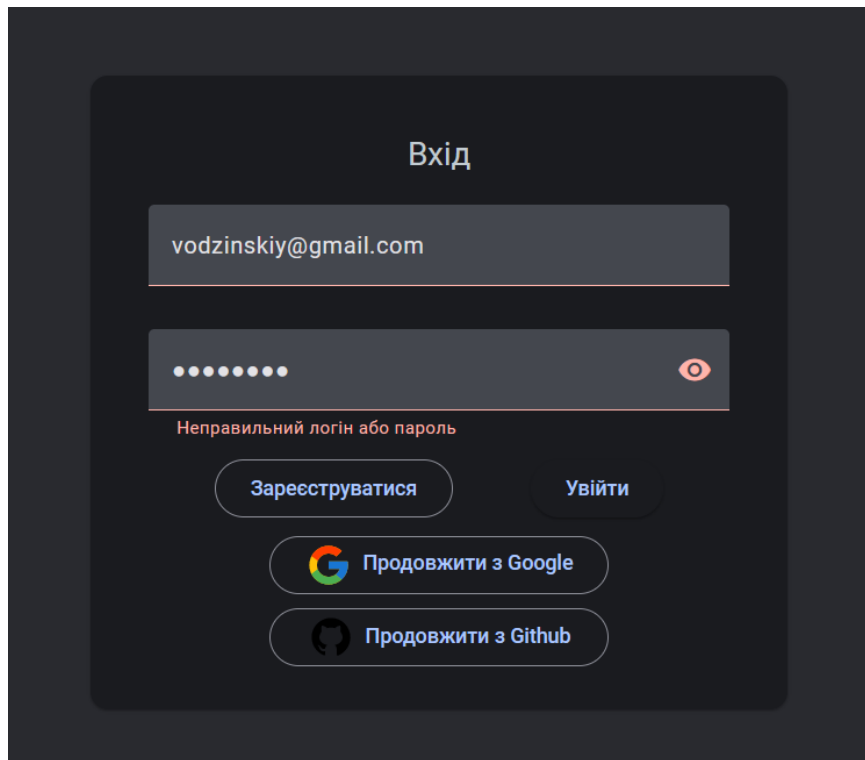 Вхід
vodzinskiy@gmail.com
••••••••
Неправильний логін або пароль
Зареєструватися Увійти
Продовжити з Google
Продовжити з Github